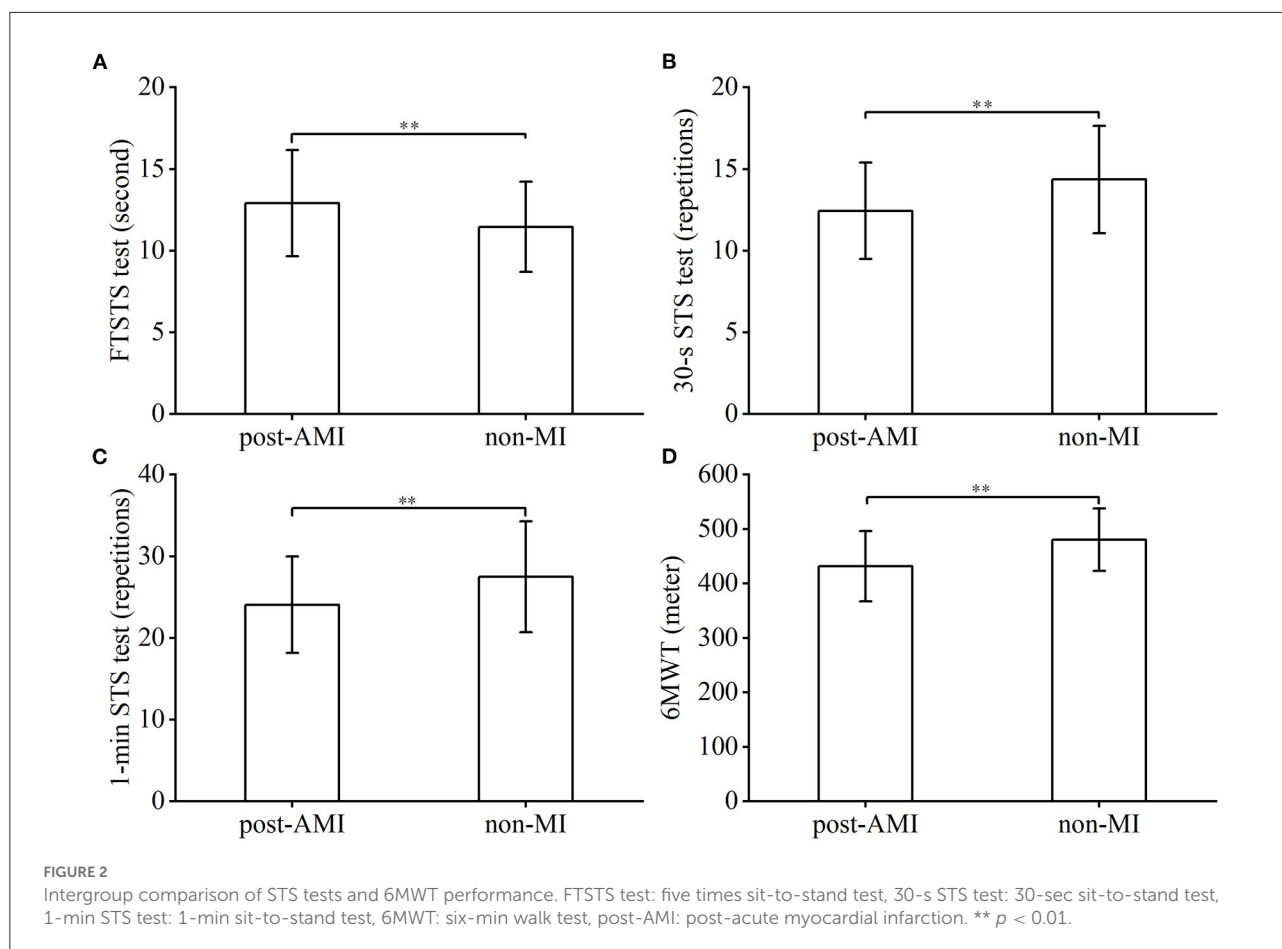 A
FTSTS test (second)
20
15
10
5
0
**
post-AMI
non-MI
B
30-s STS test (repetitions)
20
15
10
5
0
**
post-AMI
non-MI
C
1-min STS test (repetitions)
40
30
20
10
0
**
post-AMI
non-MI
D
6MWT (meter)
600
500
400
300
200
100
0
**
post-AMI
non-MI
FIGURE 2
Intergroup comparison of STS tests and 6MWT performance. FTSTS test: five times sit-to-stand test, 30-s STS test: 30-sec sit-to-stand test,
1-min STS test: 1-min sit-to-stand test, 6MWT: six-min walk test, post-AMI: post-acute myocardial infarction. ** p < 0.01.